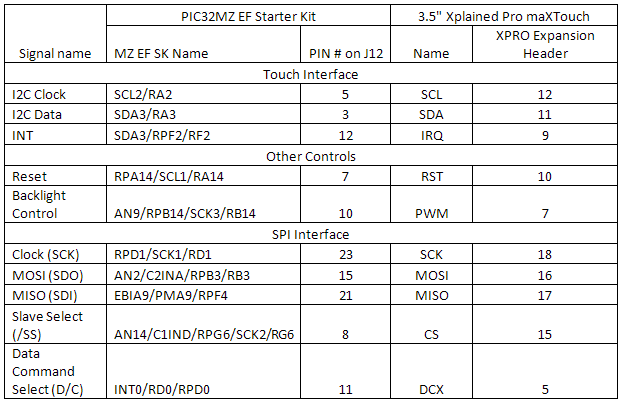 PIC32MZ EF Starter Kit 3.5" Xplained Pro maXTouch
Signal name MZ EF SK Name PIN # on J12 Name XPRO Expansion Header
Touch Interface
I2C Clock SCL2/RA2 5 SCL 12
I2C Data SDA3/RA3 3 SDA 11
INT SDA3/RPF2/RF2 12 IRQ 9
Other Controls
Reset RPA14/SCL1/RA14 7 RST 10
Backlight
Control AN9/RPB14/SCK3/RB14 10 PWM 7
SPI Interface
Clock (SCK) RPD1/SCK1/RD1 23 SCK 18
MOSI (SDO) AN2/C2INA/RPB3/RB3 15 MOSI 16
MISO (SDI) EBIA9/PMA9/RPF4 21 MISO 17
Slave Select
(/SS) AN14/C1IND/RPG6/SCK2/RG6 8 CS 15
Data
Command
Select (D/C) INT0/RD0/RPD0 11 DCX 5